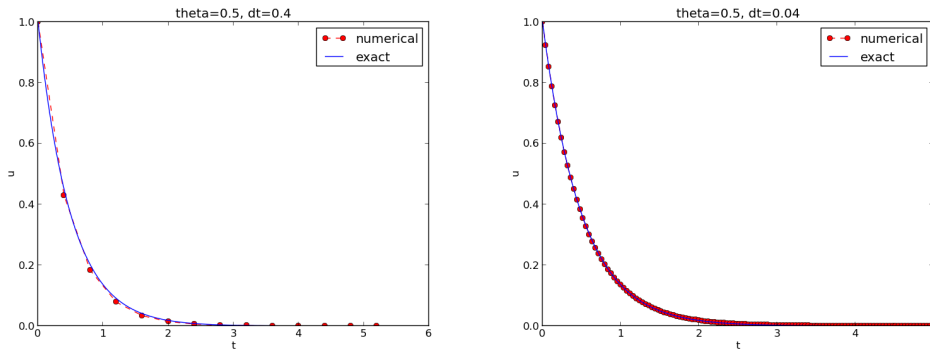 theta=0.5, dt=0.4
1.0
numerical
exact
0.8
0.6
u
0.4
0.2
0.0
0 1 2 3 4 5 6
t
theta=0.5, dt=0.04
1.0
numerical
exact
0.8
0.6
u
0.4
0.2
0.0
0 1 2 3 4
t